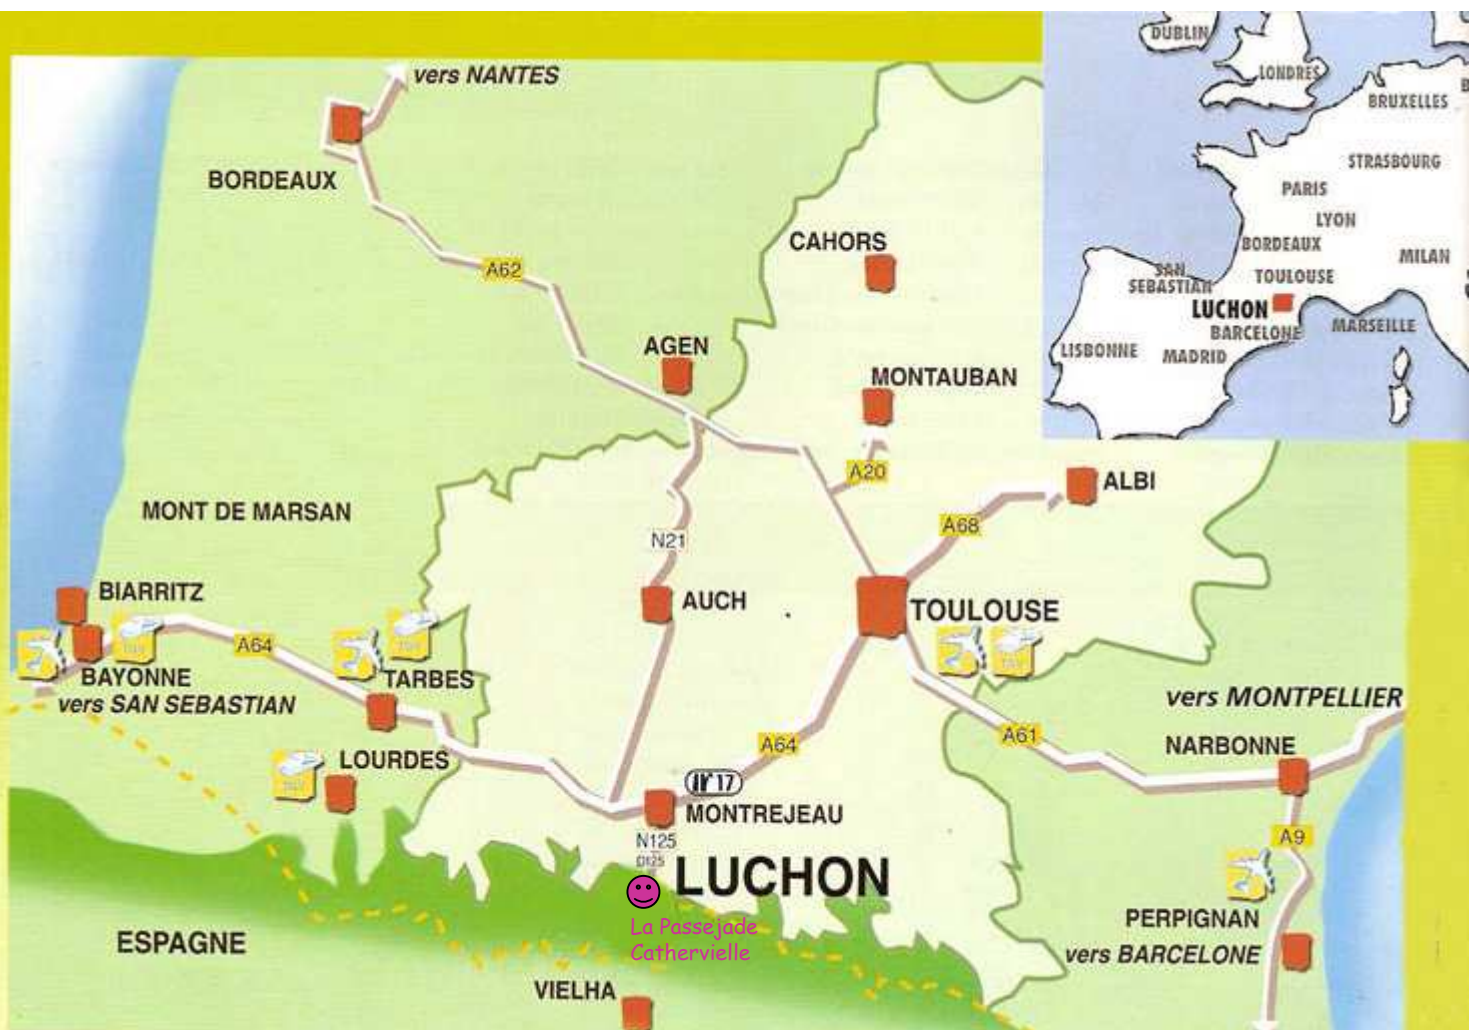 vers NANTES
BORDEAUX
A62
CAHORS
AGEN
MONTAUBAN
A20
ALBI
A68
MONT DE MARSAN
N21
BIARRITZ
AUCH
TOULOUSE
A64
BAYONNE
TARBES
vers SAN SEBASTIAN
vers MONTPELLIER
A61
A64
NARBONNE
LOURDES
17
MONTREJEAU
N125
D125
A9
LUCHON
La Passejade
Cathervielle
PERPIGNAN
vers BARCELONE
ESPAGNE
VIELHA
DUBLIN
LONDRES
BRUXELLES
STRASBOURG
PARIS
LYON
BORDEAUX
MILAN
SAN
SEBASTIAN
TOULOUSE
LUCHON
BARCELONE
MARSEILLE
LISBONNE
MADRID